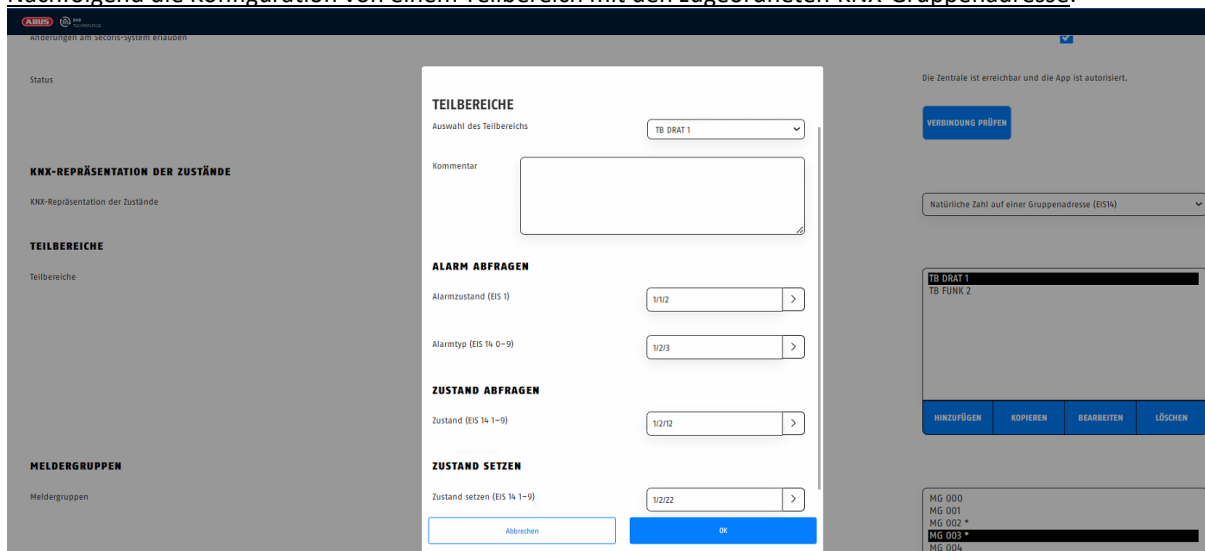 Nachfolgend die Konfiguration von einem Teilbereich mit den zugeordneten KNX-Gruppenadresse:
ABUS
Änderungen am Secoris-System erlauben
Status
Die Zentrale ist erreichbar und die App ist autorisiert.
VERBINDUNG PRÜFEN
KNX-REPRÄSENTATION DER ZUSTÄNDE
KNX-Repräsentation der Zustände
Natürliche Zahl auf einer Gruppenadresse (EIS14)
TEILBEREICHE
Teilbereiche
TB DRAT 1
TB FUNK 2
HINZUFÜGEN KOPIEREN BEARBEITEN LÖSCHEN
MELDERGRUPPEN
Meldergruppen
MG 000
MG 001
MG 002 *
MG 003 *
MG 004
TEILBEREICHE
Auswahl des Teilbereichs TB DRAT 1
Kommentar
ALARM ABFRAGEN
Alarmzustand (EIS 1) 1/1/2
Alarmtyp (EIS 14 0–9) 1/2/3
ZUSTAND ABFRAGEN
Zustand (EIS 14 1–9) 1/2/12
ZUSTAND SETZEN
Zustand setzen (EIS 14 1–9) 1/2/22
Abbrechen OK